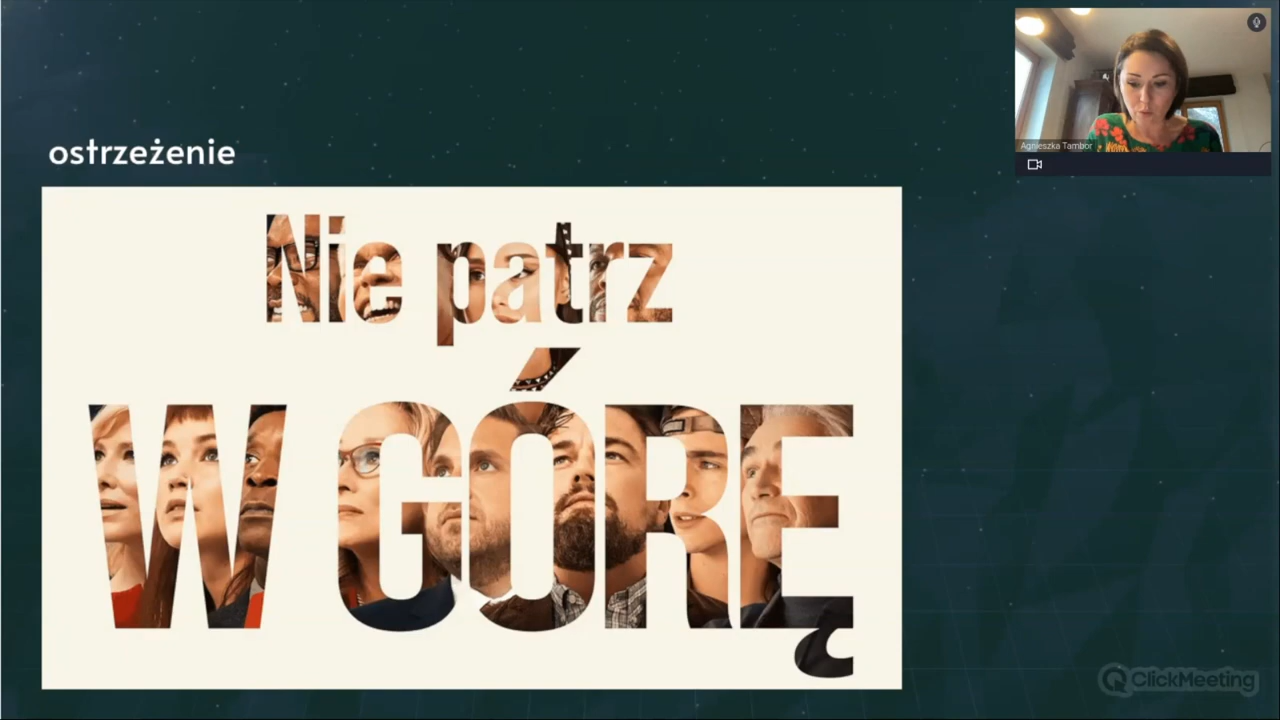 ostrzeżenie
Nie patrz
W GÓRĘ
Agnieszka Tambor
ClickMeeting